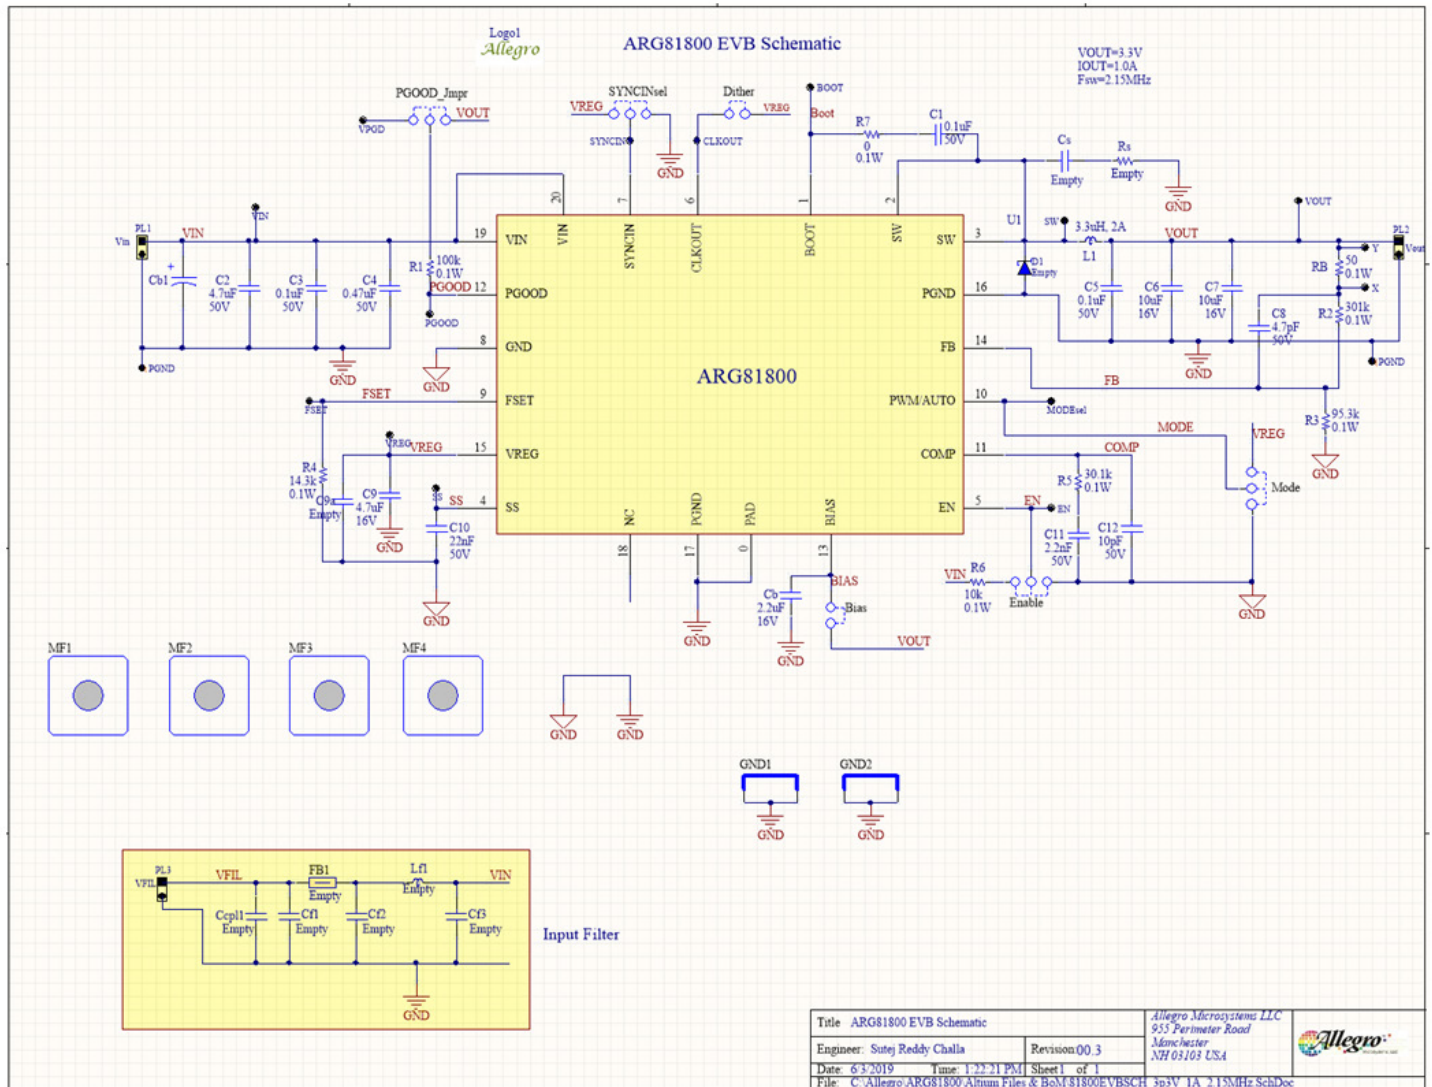 Logo1
Allegro
ARG81800 EVB Schematic
VOUT=3.3V
IOUT=1.0A
Fsw=2.15MHz
PGOOD_Jmpr
VPGD
VOUT
SYNCINsel
VREG
SYNCIN
GND
Dither
VREG
CLKOUT
BOOT
Boot
R7
0
0.1W
C1
0.1uF
50V
Cs
Empty
Rs
Empty
GND
20
7
6
1
2
PL1
Vin
VIN
VIN
Cb1
+
C2
4.7uF
50V
C3
0.1uF
50V
C4
0.47uF
50V
R1
100k
0.1W
PGOOD
PGOOD
PGND
GND
GND
19
12
8
9
15
4
VIN
PGOOD
GND
FSET
VREG
SS
VIN
SYNCIN
CLKOUT
BOOT
SW
ARG81800
SW
PGND
FB
PWM/AUTO
COMP
EN
NC
PGND
PAD
BIAS
3
16
14
10
11
5
18
17
0
13
U1
SW
3.3uH, 2A
L1
VOUT
VOUT
D1
Empty
C5
0.1uF
50V
C6
10uF
16V
C7
10uF
16V
C8
4.7pF
50V
RB
50
0.1W
Y
X
R2
301k
0.1W
PL2
Vout
PGND
GND
FB
R3
95.3k
0.1W
GND
MODEsel
MODE
VREG
Mode
COMP
R5
30.1k
0.1W
C11
2.2nF
50V
C12
10pF
50V
EN
EN
VIN
R6
10k
0.1W
Enable
GND
FSET
FSET
R4
14.3k
0.1W
VREG
VREG
C9a
Empty
C9
4.7uF
16V
GND
SS
SS
C10
22nF
50V
GND
GND
Cb
2.2uF
16V
GND
BIAS
Bias
VOUT
MF1
MF2
MF3
MF4
GND
GND
GND1
GND
GND2
GND
PL3
VFIL
VFIL
FB1
Empty
Lf1
Empty
VIN
Ccpl1
Empty
Cf1
Empty
Cf2
Empty
Cf3
Empty
GND
Input Filter
Title ARG81800 EVB Schematic
Engineer: Sutej Reddy Challa
Revision:00.3
Date: 6/3/2019 Time: 1:22:21 PM Sheet1 of 1
File: C:\Allegro\ARG81800\Altium Files & BoM\81800EVBSCH_3p3V_1A_2.15MHz.SchDoc
Allegro Microsystems LLC
955 Perimeter Road
Manchester
NH 03103 USA
Allegro